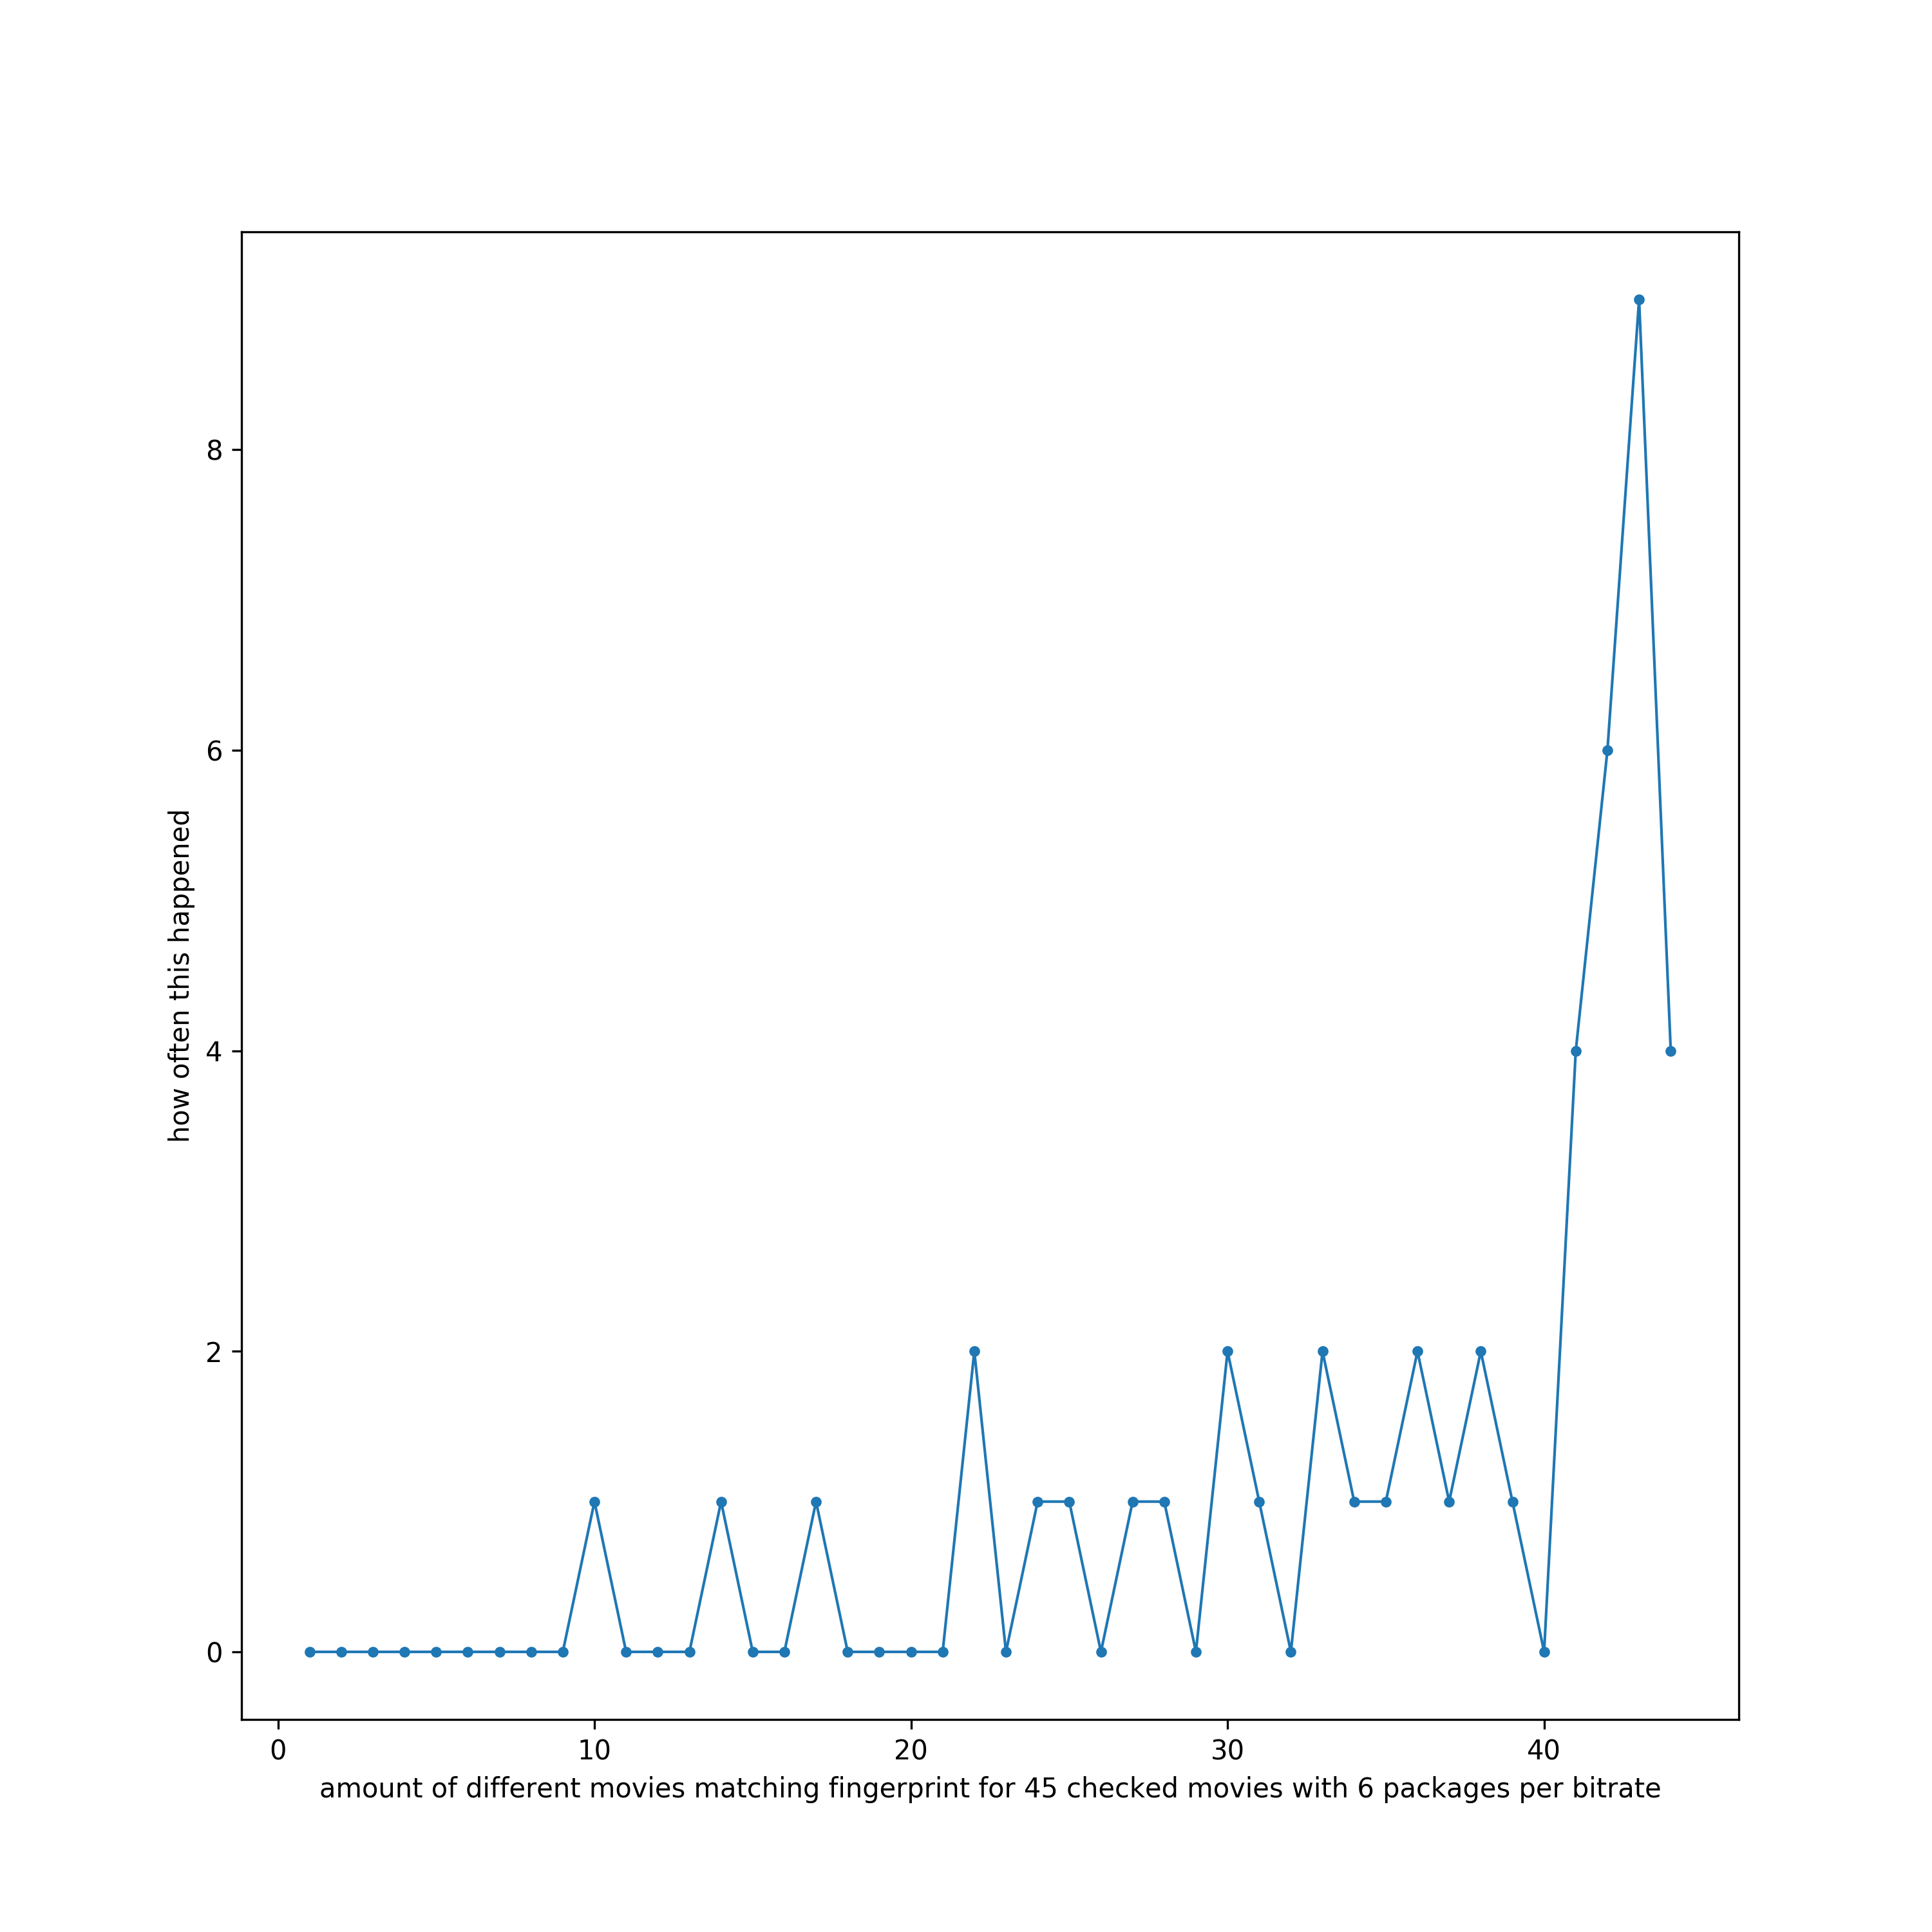 8
6
4
2
0
how often this happened
0 10 20 30 40
amount of different movies matching fingerprint for 45 checked movies with 6 packages per bitrate